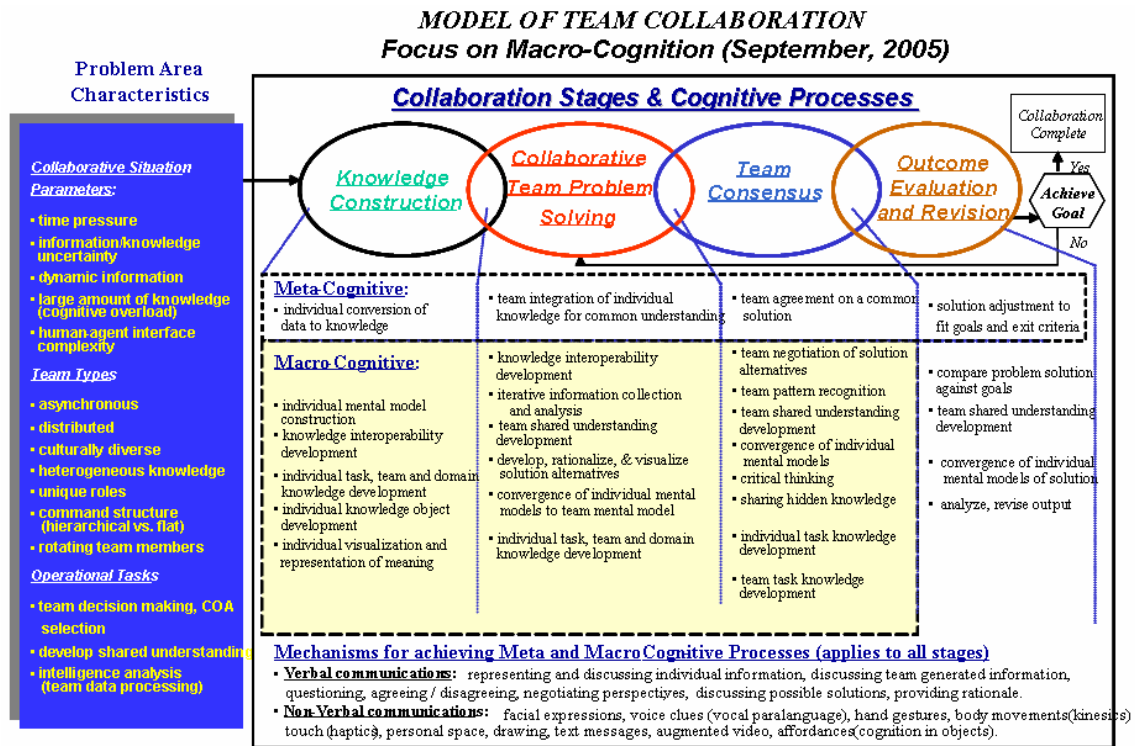 MODEL OF TEAM COLLABORATION
Focus on Macro-Cognition (September, 2005)
Problem Area
Characteristics
Collaborative Situation
Parameters:
▪ time pressure
▪ information/knowledge
uncertainty
▪ dynamic information
▪ large amount of knowledge
(cognitive overload)
▪ human-agent interface
complexity
Team Types
▪ asynchronous
▪ distributed
▪ culturally diverse
▪ heterogeneous knowledge
▪ unique roles
▪ command structure
(hierarchical vs. flat)
▪ rotating team members
Operational Tasks
▪ team decision making, COA
selection
▪ develop shared understanding
▪ intelligence analysis
(team data processing)
Collaboration Stages & Cognitive Processes
Knowledge
Construction
Collaborative
Team Problem
Solving
Team
Consensus
Outcome
Evaluation
and Revision
Collaboration
Complete
Yes
Achieve
Goal
No
Meta-Cognitive:
▪ individual conversion of
data to knowledge
▪ team integration of individual
knowledge for common understanding
▪ team agreement on a common
solution
▪ solution adjustment to
fit goals and exit criteria
Macro-Cognitive:
▪ individual mental model
construction
▪ knowledge interoperability
development
▪ individual task, team and domain
knowledge development
▪ individual knowledge object
development
▪ individual visualization and
representation of meaning
▪ knowledge interoperability
development
▪ iterative information collection
and analysis
▪ team shared understanding
development
▪ develop, rationalize, & visualize
solution alternatives
▪ convergence of individual mental
models to team mental model
▪ individual task, team and domain
knowledge development
▪ team negotiation of solution
alternatives
▪ team pattern recognition
▪ team shared understanding
development
▪ convergence of individual
mental models
▪ critical thinking
▪ sharing hidden knowledge
▪ individual task knowledge
development
▪ team task knowledge
development
▪ compare problem solution
against goals
▪ team shared understanding
development
▪ convergence of individual
mental models of solution
▪ analyze, revise output
Mechanisms for achieving Meta and Macro Cognitive Processes (applies to all stages)
▪ Verbal communications: representing and discussing individual information, discussing team generated information,
questioning, agreeing / disagreeing, negotiating perspectives, discussing possible solutions, providing rationale.
▪ Non-Verbal communications: facial expressions, voice clues (vocal paralanguage), hand gestures, body movements(kinesics)
touch (haptics), personal space, drawing, text messages, augmented video, affordances(cognition in objects).